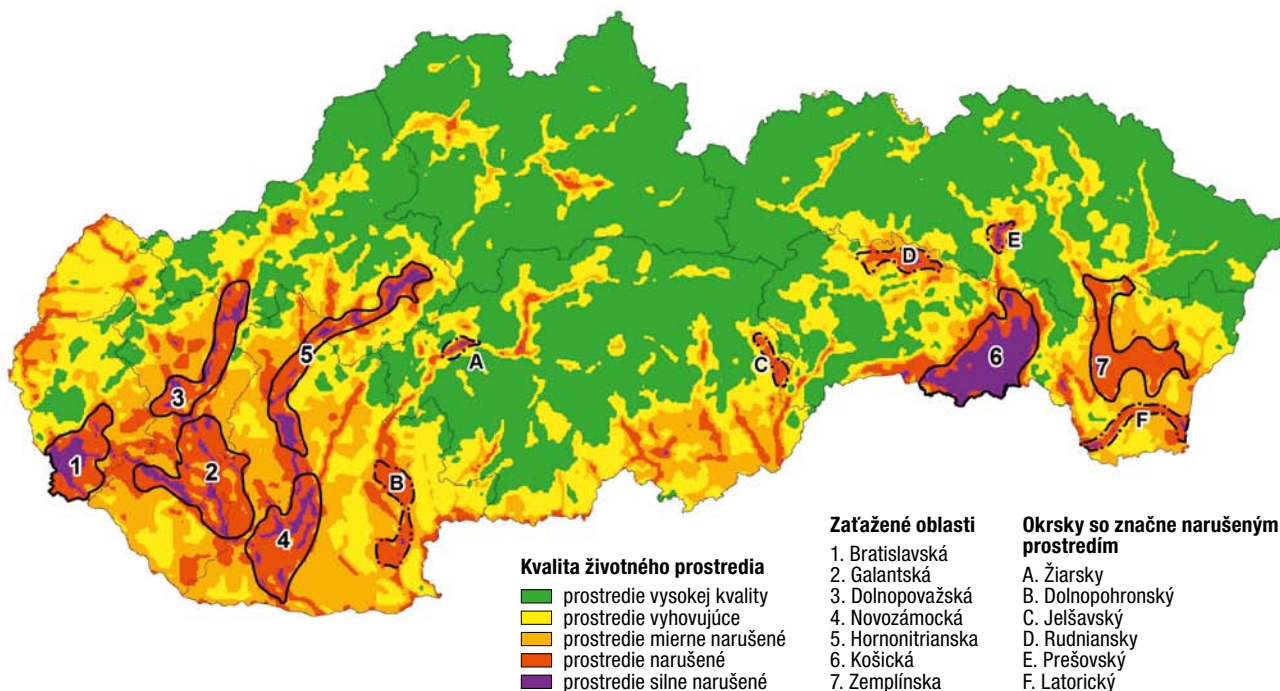 E
D
A
5
C
6
7
3
F
1
2
B
4
Kvalita životného prostredia
prostredie vysokej kvality
prostredie vyhovujúce
prostredie mierne narušené
prostredie narušené
prostredie silne narušené
Zaťažené oblasti
1. Bratislavská
2. Galantská
3. Dolnopovažská
4. Novozámocká
5. Hornonitrianska
6. Košická
7. Zemplínska
Okrsky so značne narušeným
prostredím
A. Žiarsky
B. Dolnopohronský
C. Jelšavský
D. Rudniansky
E. Prešovský
F. Latorický